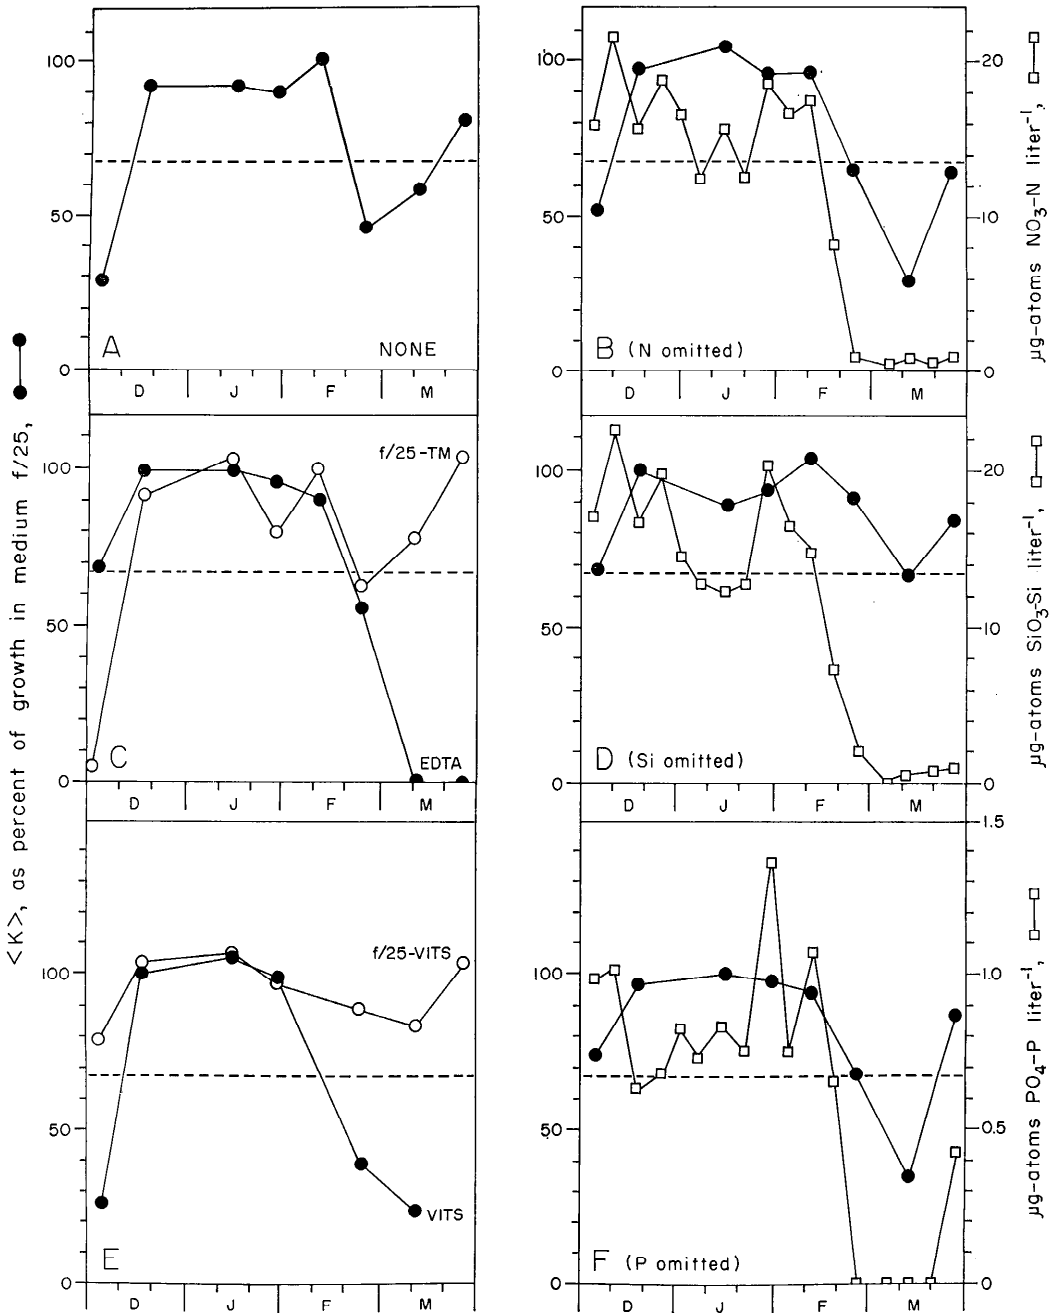 <K>, as percent of growth in medium f/25,
100
50
0
A
NONE
D J F M
100
50
0
B (N omitted)
20
10
0
D J F M
µg-atoms NO3-N liter-1,
100
50
0
C
f/25-TM
EDTA
D J F M
100
50
0
D (Si omitted)
20
10
0
D J F M
µg-atoms SiO3-Si liter-1,
100
50
0
E
f/25-VITS
VITS
D J F M
100
50
0
F (P omitted)
1.5
1.0
0.5
0
D J F M
µg-atoms PO4-P liter-1,